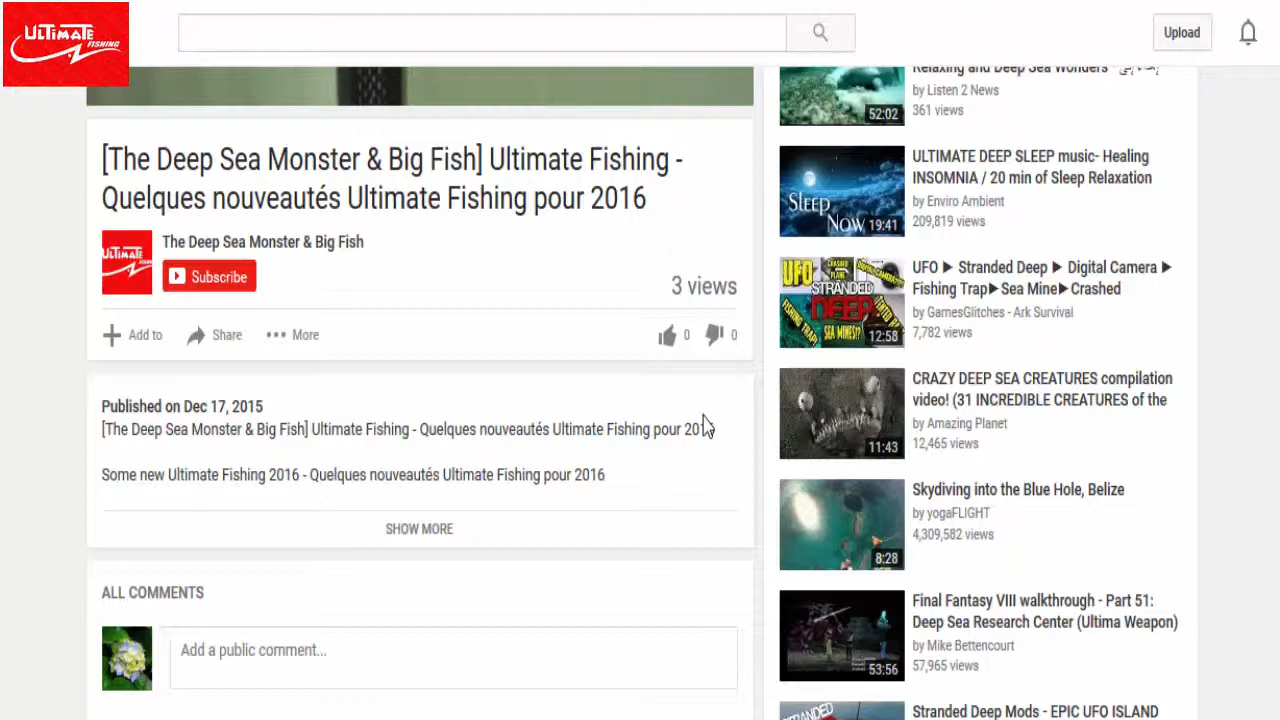 ULTIMATE
FISHING
Upload
[The Deep Sea Monster & Big Fish] Ultimate Fishing -
Quelques nouveautés Ultimate Fishing pour 2016
ULTIMATE
FISHING
The Deep Sea Monster & Big Fish
Subscribe
3 views
Add to
Share
More
0
0
Published on Dec 17, 2015
[The Deep Sea Monster & Big Fish] Ultimate Fishing - Quelques nouveautés Ultimate Fishing pour
Some new Ultimate Fishing 2016 - Quelques nouveautés Ultimate Fishing pour 2016
SHOW MORE
ALL COMMENTS
Add a public comment...
Relaxing and Deep Sea Wonders -
by Listen 2 News
361 views
52:02
ULTIMATE DEEP SLEEP music- Healing
INSOMNIA / 20 min of Sleep Relaxation
by Enviro Ambient
209,819 views
SLEEP
NOW
19:41
UFO ► Stranded Deep ► Digital Camera ►
Fishing Trap►Sea Mine►Crashed
by GamesGlitches - Ark Survival
7,782 views
UFO
CRASHED
PLANE
STRANDED
DEEP
FISHING TRAP!
SEA MINES!?
12:58
CRAZY DEEP SEA CREATURES compilation
video! (31 INCREDIBLE CREATURES of the
by Amazing Planet
12,465 views
11:43
Skydiving into the Blue Hole, Belize
by yogaFLIGHT
4,309,582 views
8:28
Final Fantasy VIII walkthrough - Part 51:
Deep Sea Research Center (Ultima Weapon)
by Mike Bettencourt
57,965 views
53:56
Stranded Deep Mods - EPIC UFO ISLAND
STRANDED